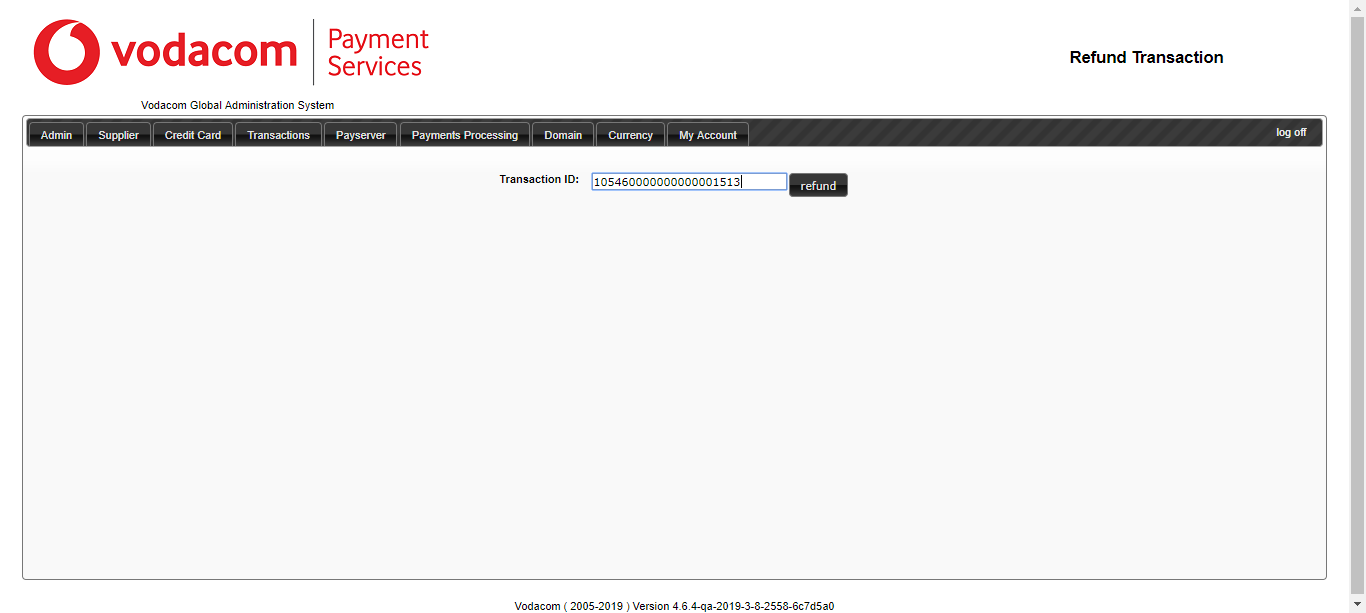 vodacom
Payment
Services
Refund Transaction
Vodacom Global Administration System
Admin Supplier Credit Card Transactions Payserver Payments Processing Domain Currency My Account log off
Transaction ID: 105460000000000001513 refund
Vodacom ( 2005-2019 ) Version 4.6.4-qa-2019-3-8-2558-6c7d5a0